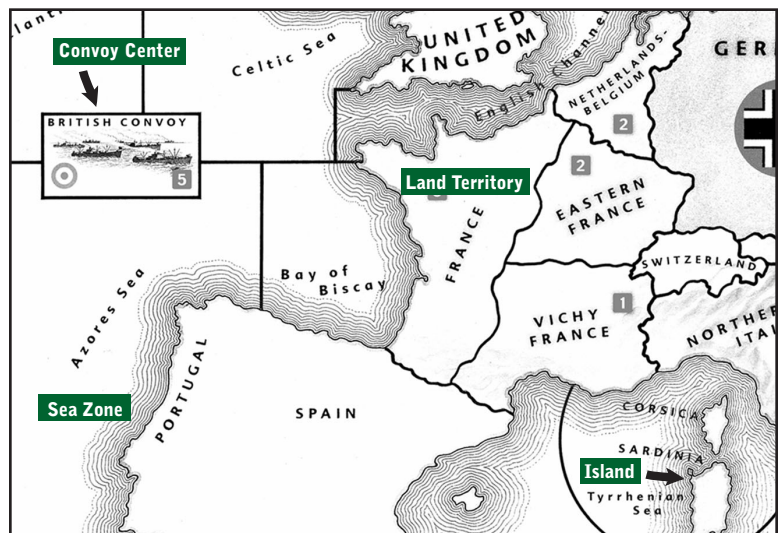 lant
Convoy Center
Celtic Sea
UNITED
KINGDOM
English Channel
NETHERLANDS-
BELGIUM
GER
BRITISH CONVOY
5
2
2
Land Territory
EASTERN
FRANCE
FRANCE
SWITZERLAND
Bay of
Biscay
Azores Sea
1
VICHY
FRANCE
NORTHER
ITA
PORTUGAL
Sea Zone
SPAIN
CORSICA
SARDINIA
Island
Tyrrhenian
Sea